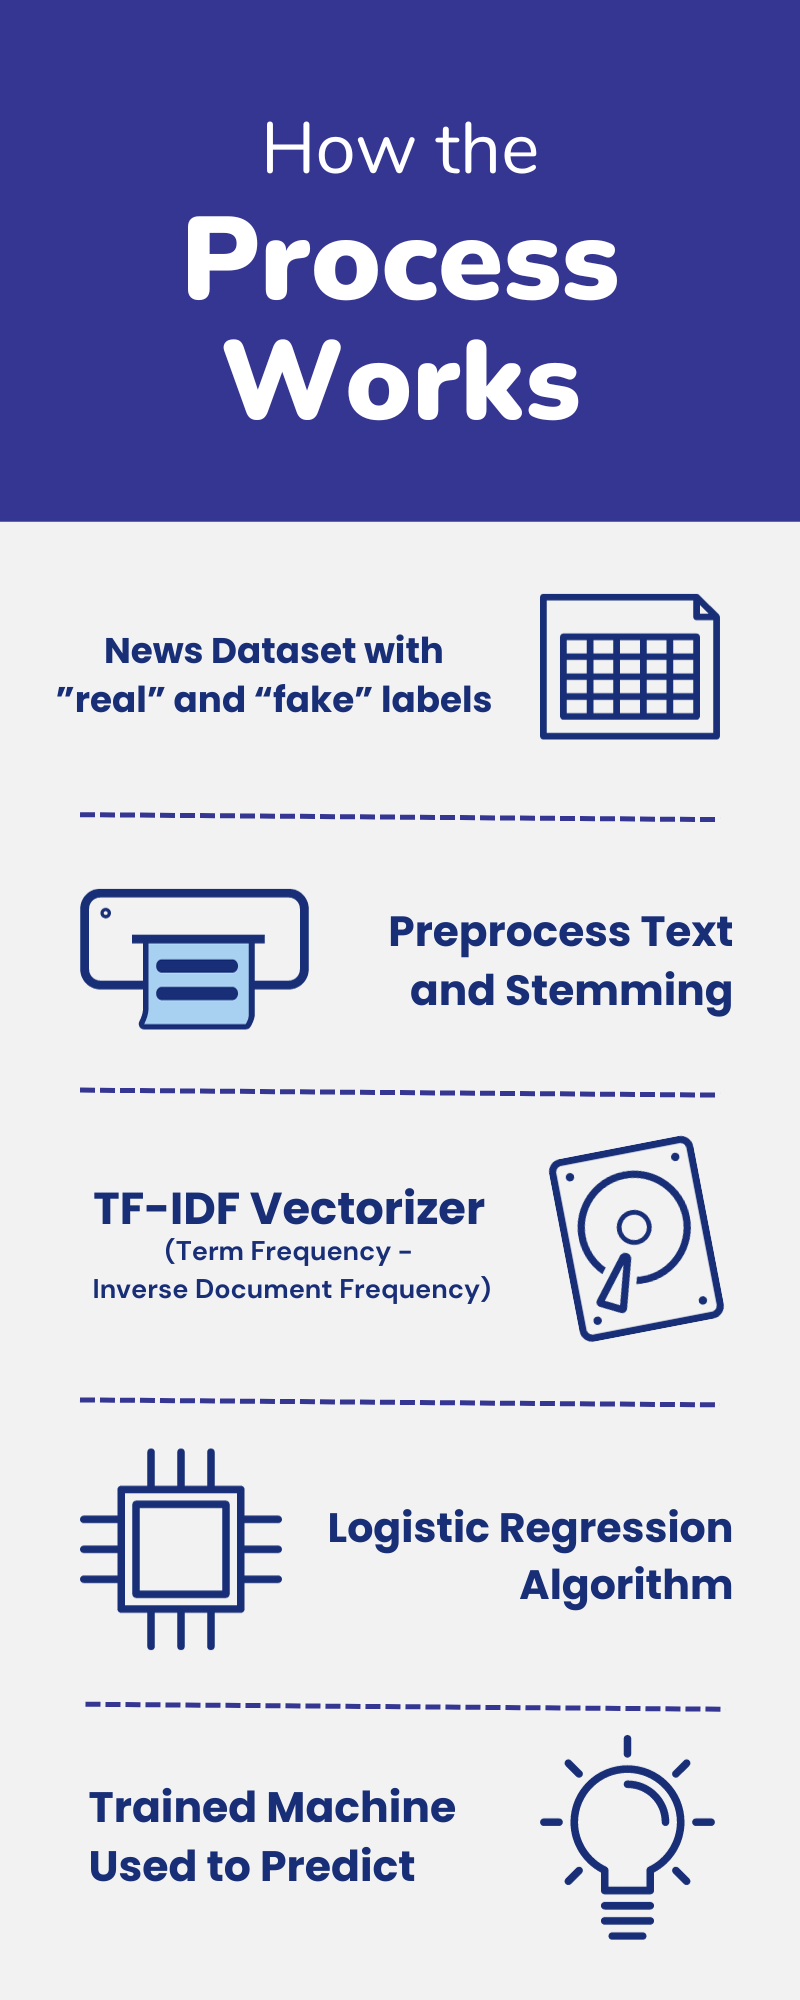 How the
Process
Works
News Dataset with
”real” and “fake” labels
Preprocess Text
and Stemming
TF-IDF Vectorizer
(Term Frequency -
Inverse Document Frequency)
Logistic Regression
Algorithm
Trained Machine
Used to Predict